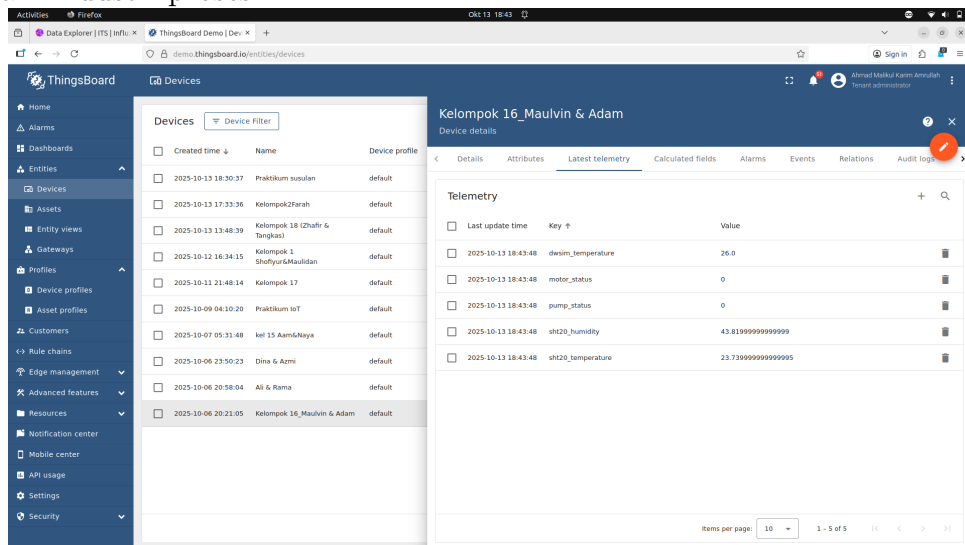 Activities Firefox Okt 13 18:43
Data Explorer | ITS | Influ × ThingsBoard Demo | Devi × +
demo.thingsboard.io/entities/devices Sign in
ThingsBoard Devices Ahmad Malikul Karim Amrullah
Tenant administrator
Home
Alarms
Dashboards
Entities
Devices
Assets
Entity views
Gateways
Profiles
Device profiles
Asset profiles
Customers
Rule chains
Edge management
Advanced features
Resources
Notification center
Mobile center
API usage
Settings
Security
Devices Device Filter
Created time ↓ Name Device profile
2025-10-13 18:30:37 Praktikum susulan default
2025-10-13 17:33:36 Kelompok2Farah default
2025-10-13 13:48:39 Kelompok 18 (Zhafir & Tangkas) default
2025-10-12 16:34:15 Kelompok 1 Shoflyur&Maulidan default
2025-10-11 21:48:14 Kelompok 17 default
2025-10-09 04:10:20 Praktikum IoT default
2025-10-07 05:31:48 kel 15 Aam&Naya default
2025-10-06 23:50:23 Dina & Azmi default
2025-10-06 20:58:04 Ali & Rama default
2025-10-06 20:21:05 Kelompok 16_Maulvin & Adam default
Kelompok 16_Maulvin & Adam
Device details
Details Attributes Latest telemetry Calculated fields Alarms Events Relations Audit logs
Telemetry
Last update time Key ↑ Value
2025-10-13 18:43:48 dwsim_temperature 26.0
2025-10-13 18:43:48 motor_status 0
2025-10-13 18:43:48 pump_status 0
2025-10-13 18:43:48 sht20_humidity 43.81999999999999
2025-10-13 18:43:48 sht20_temperature 23.739999999999995
Items per page: 10 1 – 5 of 5